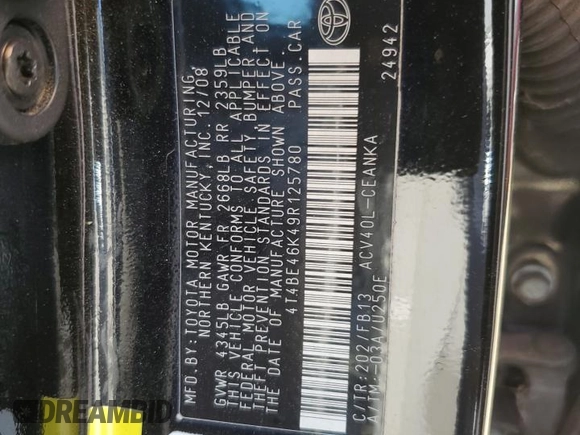 MFD. BY: TOYOTA MOTOR MANUFACTURING
NORTHERN KENTUCKY, INC. 12/08
GVWR 4345LB GAWR FR 2668LB RR 2359LB
THIS VEHICLE CONFORMS TO ALL APPLICABLE
FEDERAL MOTOR VEHICLE SAFETY, BUMPER AND
THEFT PREVENTION STANDARDS IN EFFECT ON
THE DATE OF MANUFACTURE SHOWN ABOVE.
4T4BE46K49R125780 PASS.CAR
C/TR:202/FB13 ACV40L-CEANKA
A/TM:-03A/U250E 24942
DREAMBID